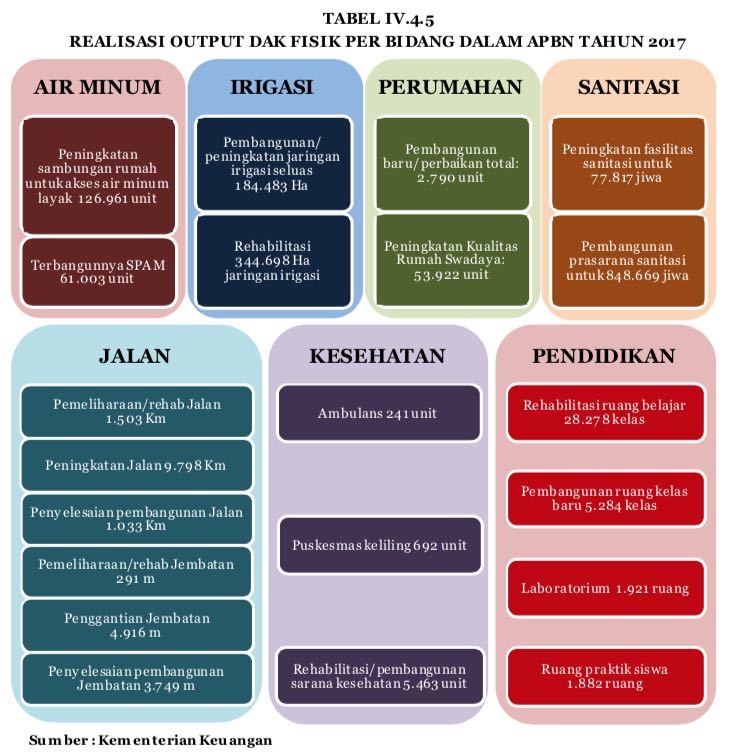 TABEL IV.4.5
REALISASI OUTPUT DAK FISIK PER BIDANG DALAM APBN TAHUN 2017
AIR MINUM
Peningkatan
sambungan rumah
untuk akses air minum
layak 126.961 unit
Terbangunnya SPAM
61.003 unit
IRIGASI
Pembangunan/
peningkatan jaringan
irigasi seluas
184.483 Ha
Rehabilitasi
344.698 Ha
jaringan irigasi
PERUMAHAN
Pembangunan
baru/perbaikan total:
2.790 unit
Peningkatan Kualitas
Rumah Swadaya:
53.922 unit
SANITASI
Peningkatan fasilitas
sanitasi untuk
77.817 jiwa
Pembangunan
prasarana sanitasi
untuk 848.669 jiwa
JALAN
Pemeliharaan/rehab Jalan
1.503 Km
Peningkatan Jalan 9.798 Km
Penyelesaian pembangunan Jalan
1.033 Km
Pemeliharaan/rehab Jembatan
291 m
Penggantian Jembatan
4.916 m
Penyelesaian pembangunan
Jembatan 3.749 m
KESEHATAN
Ambulans 241 unit
Puskesmas keliling 692 unit
Rehabilitasi/pembangunan
sarana kesehatan 5.463 unit
PENDIDIKAN
Rehabilitasi ruang belajar
28.278 kelas
Pembangunan ruang kelas
baru 5.284 kelas
Laboratorium 1.921 ruang
Ruang praktik siswa
1.882 ruang
Sumber : Kementerian Keuangan